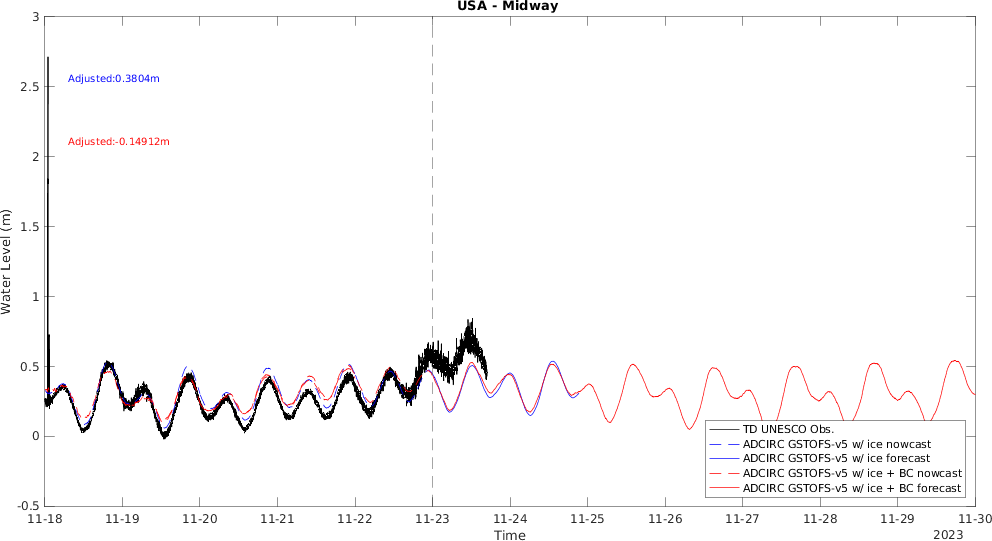 USA - Midway
3
2.5
2
1.5
1
0.5
0
-0.5
Water Level (m)
Adjusted:0.3804m
Adjusted:-0.14912m
TD UNESCO Obs.
ADCIRC GSTOFS-v5 w/ ice nowcast
ADCIRC GSTOFS-v5 w/ ice forecast
ADCIRC GSTOFS-v5 w/ ice + BC nowcast
ADCIRC GSTOFS-v5 w/ ice + BC forecast
11-18 11-19 11-20 11-21 11-22 11-23 11-24 11-25 11-26 11-27 11-28 11-29 11-30
Time
2023